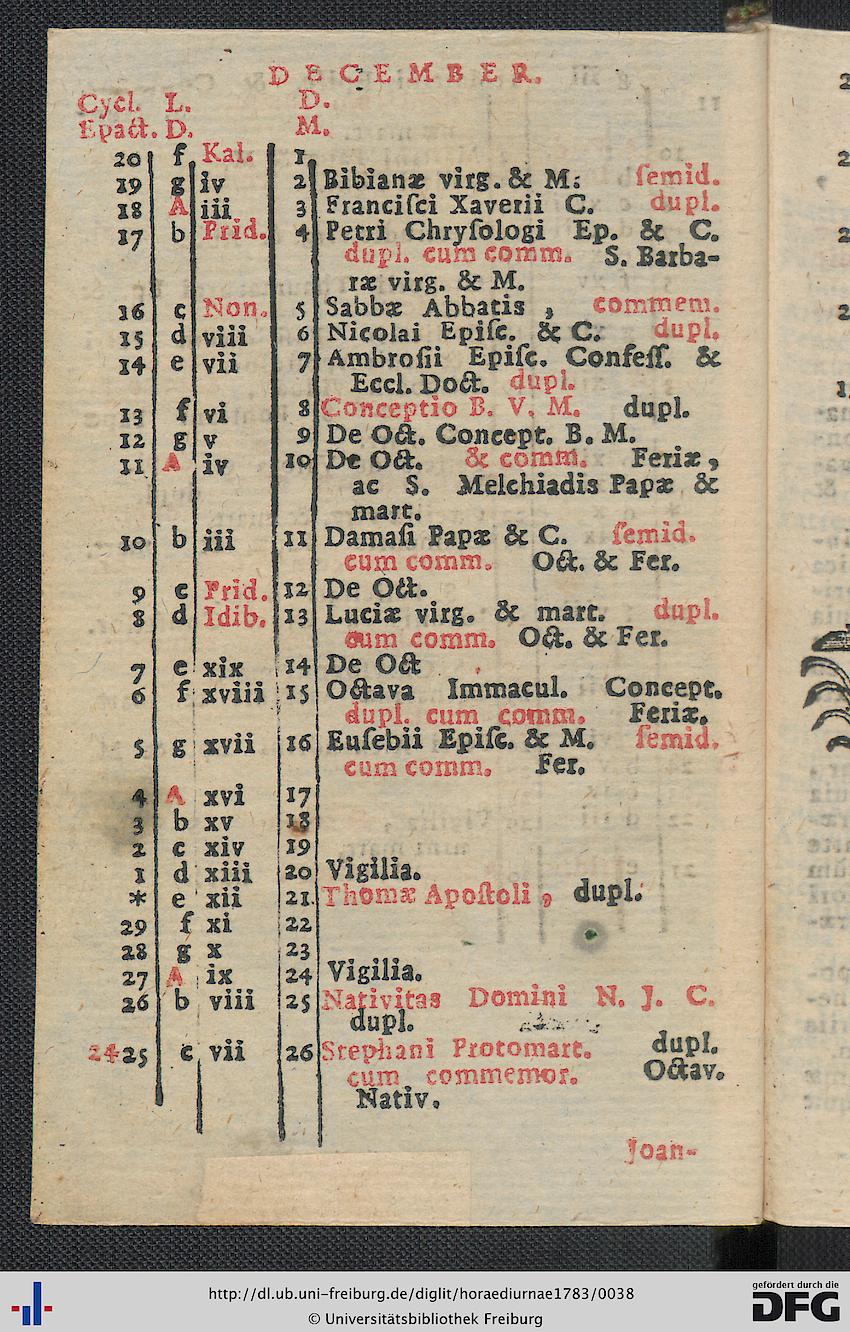 DECEMBER.
Cycl. L. D.
Epact. D. M.
20 f Kal. 1
19 g iv 2 Bibianæ virg. & M: ſemid.
18 A iii 3 Franciſci Xaverii C. dupl.
17 b Prid. 4 Petri Chryſologi Ep. & C.
dupl. cum comm. S. Barba-
ræ virg. & M.
16 c Non. 5 Sabbæ Abbatis , commem.
15 d viii 6 Nicolai Epiſc. & C. dupl.
14 e vii 7 Ambroſii Epiſc. Confeſſ. &
Eccl. Doct. dupl.
13 f vi 8 Conceptio B. V. M. dupl.
12 g v 9 De Oct. Concept. B. M.
11 A iv 10 De Oct. & comm. Feriæ,
ac S. Melchiadis Papæ &
mart.
10 b iii 11 Damaſi Papæ & C. ſemid.
cum comm. Oct. & Fer.
9 c Prid. 12 De Oct.
8 d Idib. 13 Luciæ virg. & mart. dupl.
cum comm. Oct. & Fer.
7 e xix 14 De Oct
6 f xviii 15 Octava Immacul. Concept.
dupl. cum comm. Feriæ.
5 g xvii 16 Euſebii Epiſc. & M. ſemid.
cum comm. Fer.
4 A xvi 17
3 b xv 18
2 c xiv 19
1 d xiii 20 Vigilia.
* e xii 21 Thomæ Apoſtoli , dupl.
29 f xi 22
28 g x 23
27 A ix 24 Vigilia.
26 b viii 25 Nativitas Domini N. J. C.
dupl.
2425 c vii 26 Stephani Protomart. dupl.
cum commemor. Octav.
Nativ.
Joan-
http://dl.ub.uni-freiburg.de/diglit/horaediurnae1783/0038
© Universitätsbibliothek Freiburg
gefördert durch die
DFG